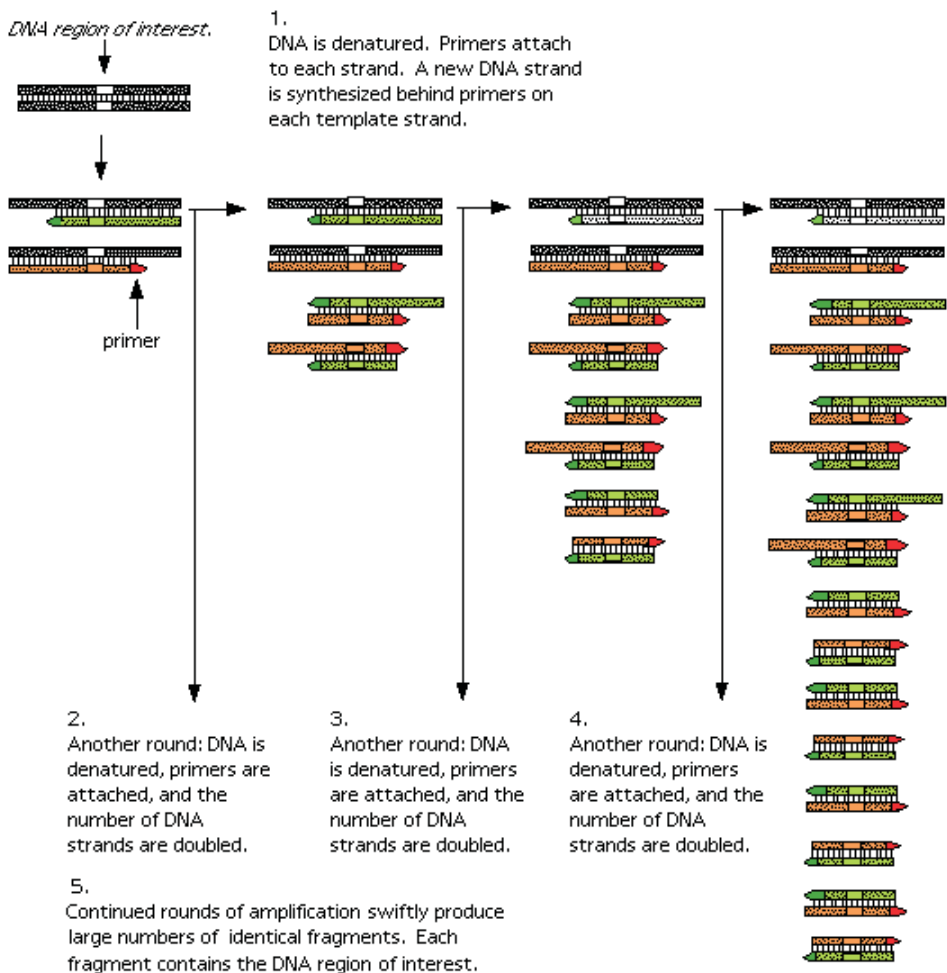 DNA region of interest.
1.
DNA is denatured. Primers attach
to each strand. A new DNA strand
is synthesized behind primers on
each template strand.
primer
2.
Another round: DNA is
denatured, primers are
attached, and the
number of DNA
strands are doubled.
3.
Another round: DNA
is denatured, primers
are attached, and the
number of DNA
strands are doubled.
4.
Another round: DNA is
denatured, primers
are attached, and the
number of DNA
strands are doubled.
5.
Continued rounds of amplification swiftly produce
large numbers of identical fragments. Each
fragment contains the DNA region of interest.